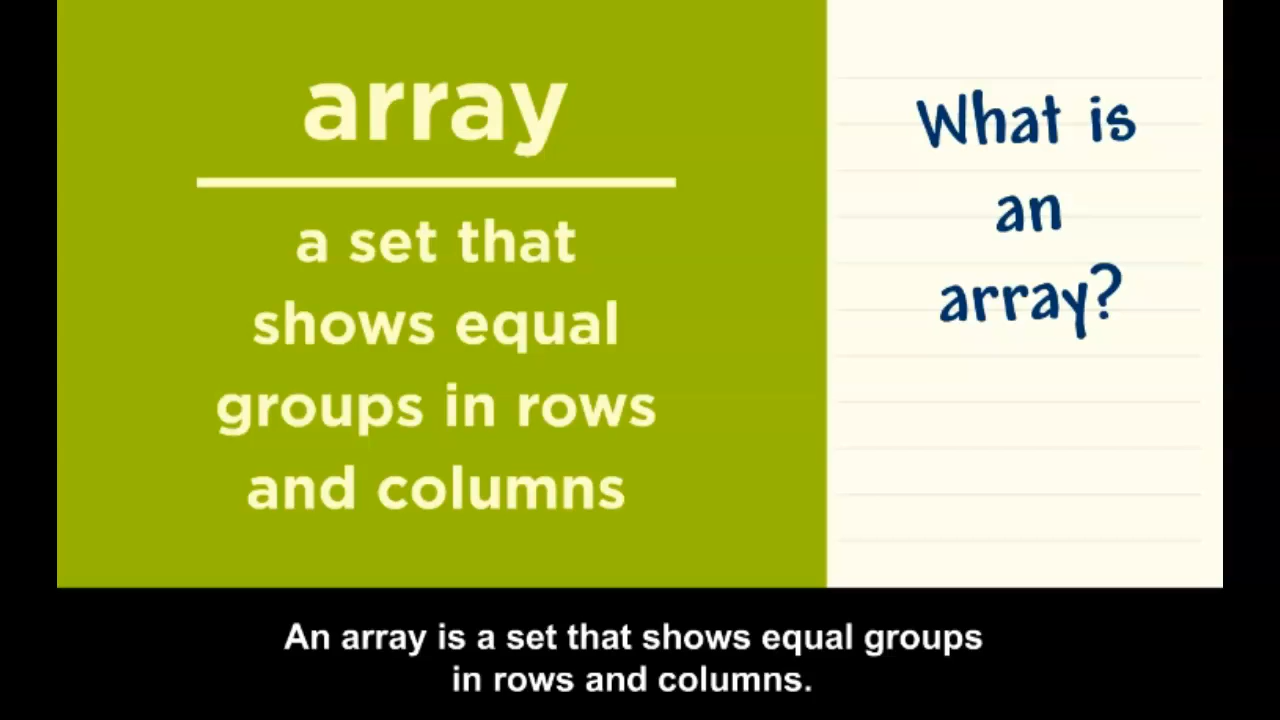 array
a set that
shows equal
groups in rows
and columns
What is
an
array?
An array is a set that shows equal groups
in rows and columns.